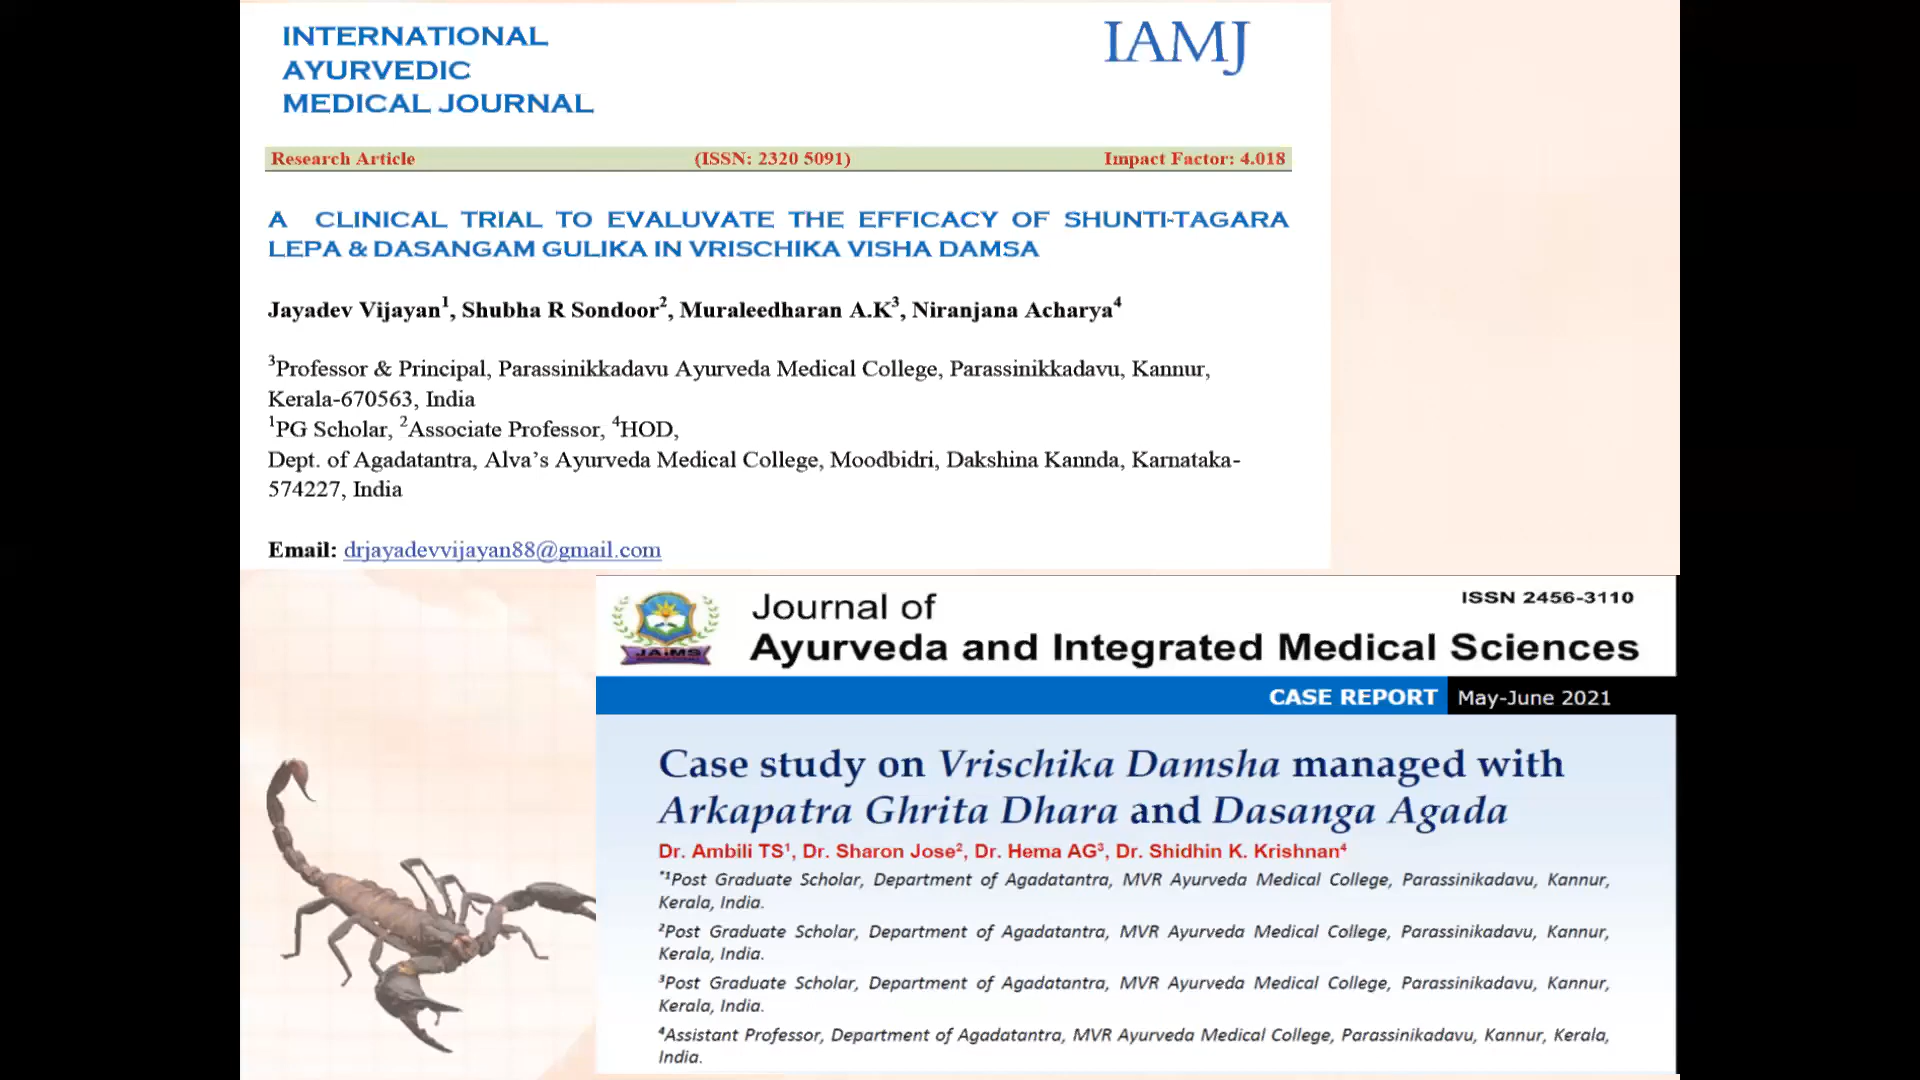 INTERNATIONAL
AYURVEDIC
MEDICAL JOURNAL
IAMJ
Research Article (ISSN: 2320 5091) Impact Factor: 4.018
A CLINICAL TRIAL TO EVALUVATE THE EFFICACY OF SHUNTI-TAGARA
LEPA & DASANGAM GULIKA IN VRISCHIKA VISHA DAMSA
Jayadev Vijayan1, Shubha R Sondoor2, Muraleedharan A.K3, Niranjana Acharya4
3Professor & Principal, Parassinikkadavu Ayurveda Medical College, Parassinikkadavu, Kannur,
Kerala-670563, India
1PG Scholar, 2Associate Professor, 4HOD,
Dept. of Agadatantra, Alva’s Ayurveda Medical College, Moodbidri, Dakshina Kannda, Karnataka-
574227, India
Email: drjayadevvijayan88@gmail.com
JAIMS
Journal of
Ayurveda and Integrated Medical Sciences
ISSN 2456-3110
CASE REPORT May-June 2021
Case study on Vrischika Damsha managed with
Arkapatra Ghrita Dhara and Dasanga Agada
Dr. Ambili TS1, Dr. Sharon Jose2, Dr. Hema AG3, Dr. Shidhin K. Krishnan4
*1Post Graduate Scholar, Department of Agadatantra, MVR Ayurveda Medical College, Parassinikadavu, Kannur,
Kerala, India.
2Post Graduate Scholar, Department of Agadatantra, MVR Ayurveda Medical College, Parassinikadavu, Kannur,
Kerala, India.
3Post Graduate Scholar, Department of Agadatantra, MVR Ayurveda Medical College, Parassinikadavu, Kannur,
Kerala, India.
4Assistant Professor, Department of Agadatantra, MVR Ayurveda Medical College, Parassinikadavu, Kannur, Kerala,
India.